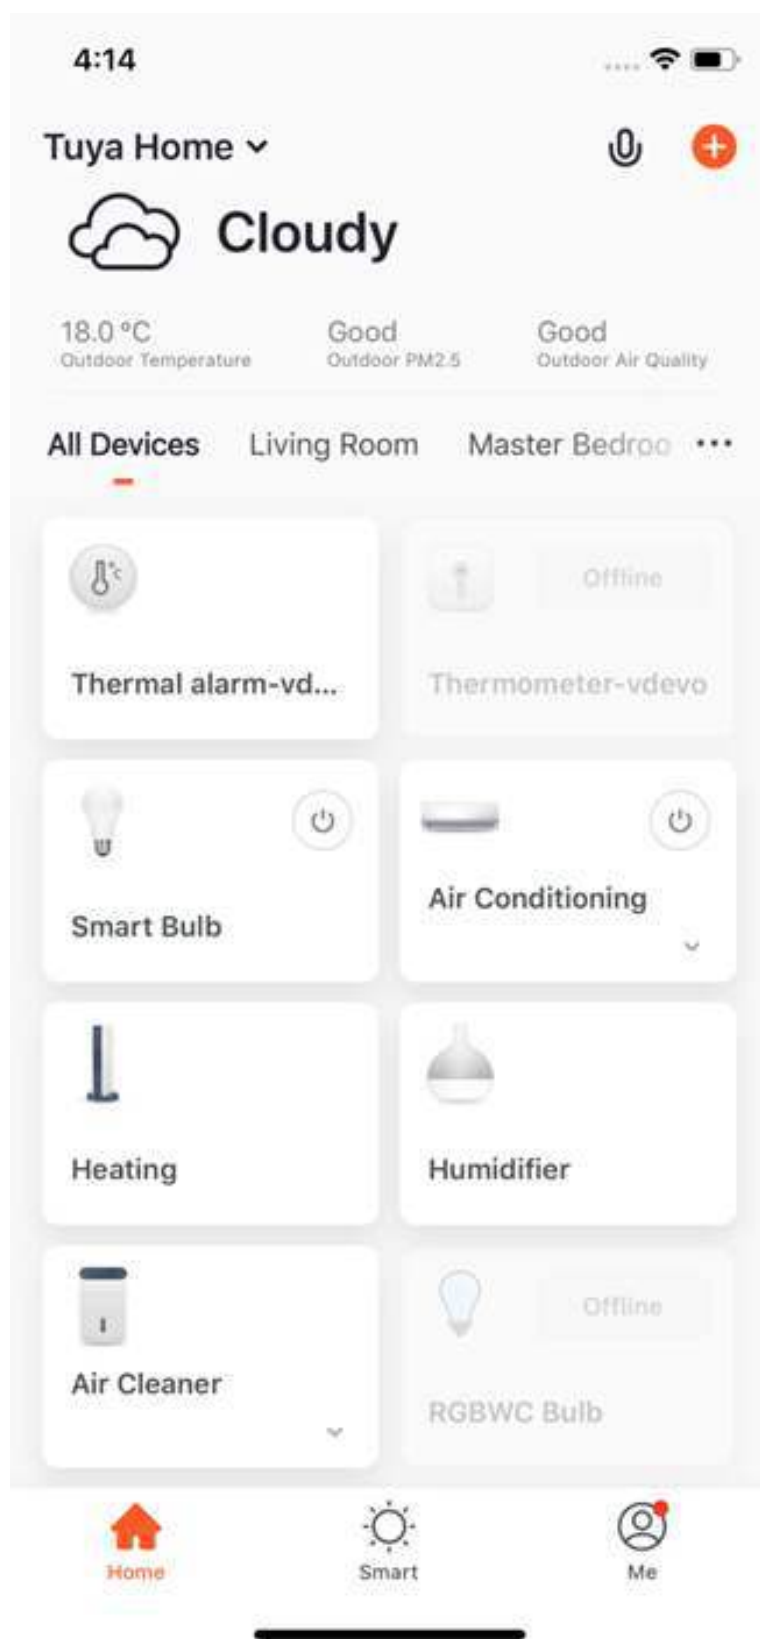 4:14
Tuya Home
Cloudy
18.0 °C Good Good
Outdoor Temperature Outdoor PM2.5 Outdoor Air Quality
All Devices Living Room Master Bedroo ...
°c Offline
Thermal alarm-vd... Thermometer-vdevo
Smart Bulb Air Conditioning
Heating Humidifier
Offline
Air Cleaner RGBWC Bulb
Home Smart Me